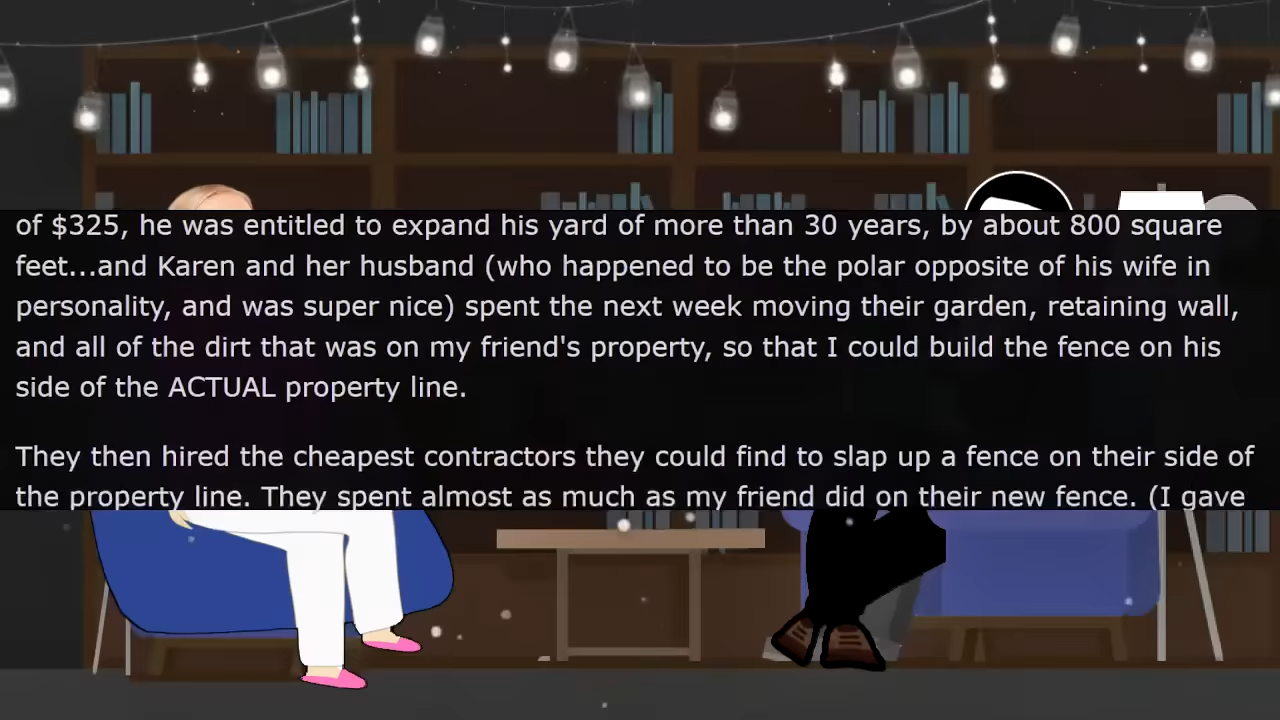 of $325, he was entitled to expand his yard of more than 30 years, by about 800 square
feet...and Karen and her husband (who happened to be the polar opposite of his wife in
personality, and was super nice) spent the next week moving their garden, retaining wall,
and all of the dirt that was on my friend's property, so that I could build the fence on his
side of the ACTUAL property line.
They then hired the cheapest contractors they could find to slap up a fence on their side of
the property line. They spent almost as much as my friend did on their new fence. (I gave